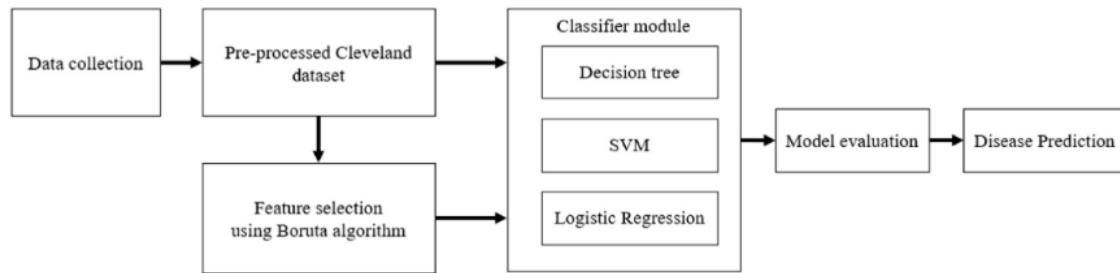 Data collection
Pre-processed Cleveland
dataset
Feature selection
using Boruta algorithm
Classifier module
Decision tree
SVM
Logistic Regression
Model evaluation
Disease Prediction